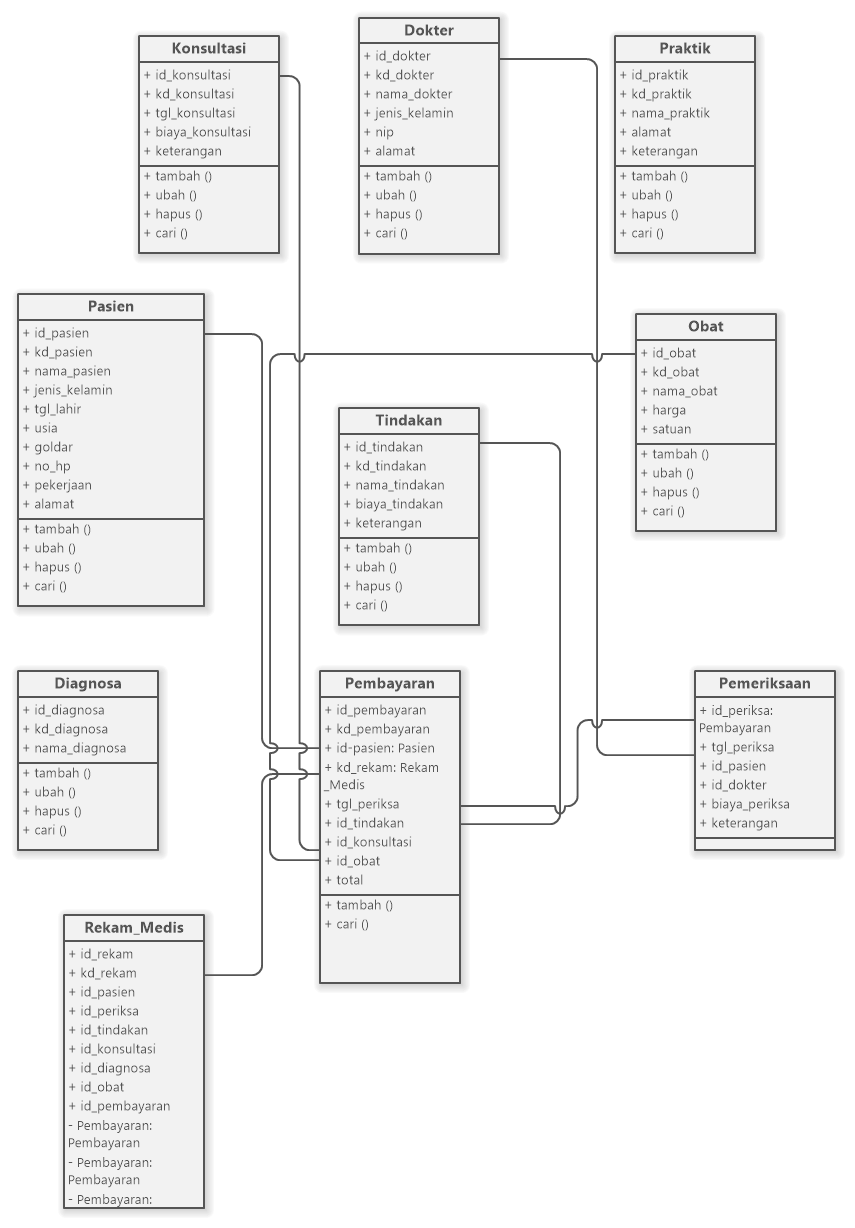 Konsultasi
+ id_konsultasi
+ kd_konsultasi
+ tgl_konsultasi
+ biaya_konsultasi
+ keterangan
+ tambah ()
+ ubah ()
+ hapus ()
+ cari ()
Dokter
+ id_dokter
+ kd_dokter
+ nama_dokter
+ jenis_kelamin
+ nip
+ alamat
+ tambah ()
+ ubah ()
+ hapus ()
+ cari ()
Praktik
+ id_praktik
+ kd_praktik
+ nama_praktik
+ alamat
+ keterangan
+ tambah ()
+ ubah ()
+ hapus ()
+ cari ()
Pasien
+ id_pasien
+ kd_pasien
+ nama_pasien
+ jenis_kelamin
+ tgl_lahir
+ usia
+ goldar
+ no_hp
+ pekerjaan
+ alamat
+ tambah ()
+ ubah ()
+ hapus ()
+ cari ()
Tindakan
+ id_tindakan
+ kd_tindakan
+ nama_tindakan
+ biaya_tindakan
+ keterangan
+ tambah ()
+ ubah ()
+ hapus ()
+ cari ()
Obat
+ id_obat
+ kd_obat
+ nama_obat
+ harga
+ satuan
+ tambah ()
+ ubah ()
+ hapus ()
+ cari ()
Diagnosa
+ id_diagnosa
+ kd_diagnosa
+ nama_diagnosa
+ tambah ()
+ ubah ()
+ hapus ()
+ cari ()
Pembayaran
+ id_pembayaran
+ kd_pembayaran
+ id-pasien: Pasien
+ kd_rekam: Rekam
_Medis
+ tgl_periksa
+ id_tindakan
+ id_konsultasi
+ id_obat
+ total
+ tambah ()
+ cari ()
Pemeriksaan
+ id_periksa:
Pembayaran
+ tgl_periksa
+ id_pasien
+ id_dokter
+ biaya_periksa
+ keterangan
Rekam_Medis
+ id_rekam
+ kd_rekam
+ id_pasien
+ id_periksa
+ id_tindakan
+ id_konsultasi
+ id_diagnosa
+ id_obat
+ id_pembayaran
- Pembayaran:
Pembayaran
- Pembayaran:
Pembayaran
- Pembayaran: